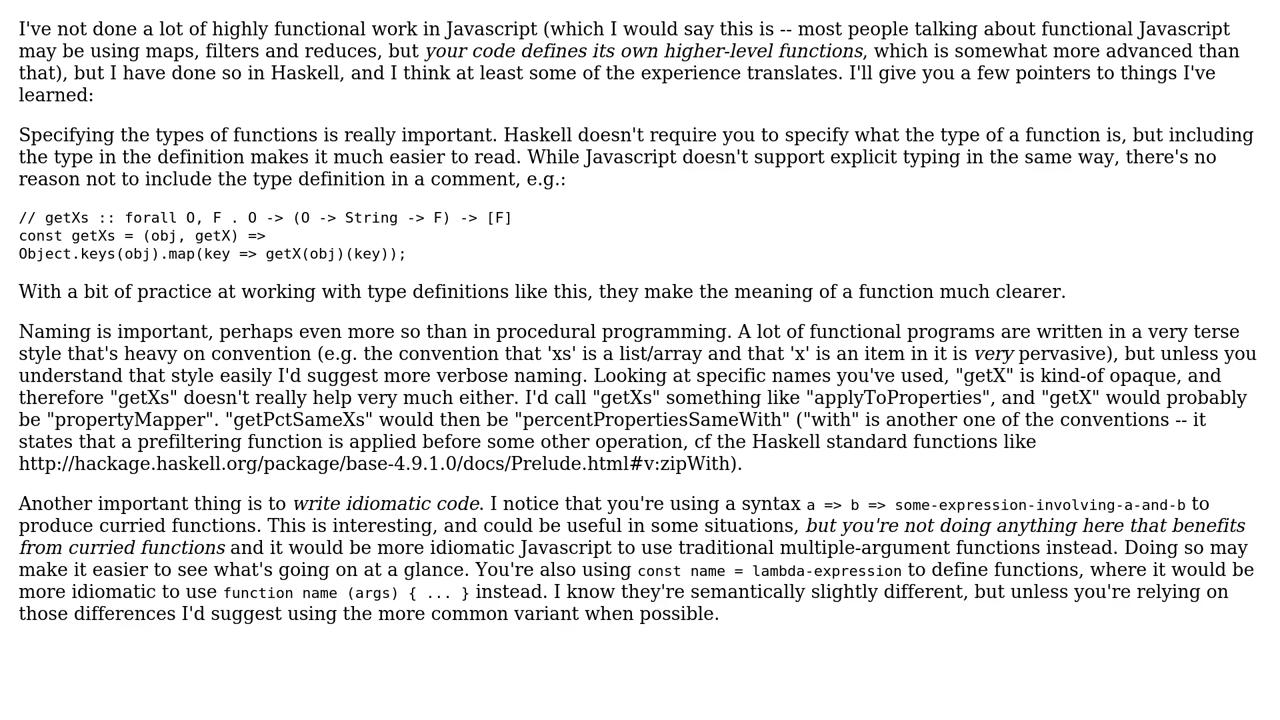 I've not done a lot of highly functional work in Javascript (which I would say this is -- most people talking about functional Javascript
may be using maps, filters and reduces, but your code defines its own higher-level functions, which is somewhat more advanced than
that), but I have done so in Haskell, and I think at least some of the experience translates. I'll give you a few pointers to things I've
learned:
Specifying the types of functions is really important. Haskell doesn't require you to specify what the type of a function is, but including
the type in the definition makes it much easier to read. While Javascript doesn't support explicit typing in the same way, there's no
reason not to include the type definition in a comment, e.g.:
// getXs :: forall O, F . O -> (O -> String -> F) -> [F]
const getXs = (obj, getX) =>
Object.keys(obj).map(key => getX(obj)(key));
With a bit of practice at working with type definitions like this, they make the meaning of a function much clearer.
Naming is important, perhaps even more so than in procedural programming. A lot of functional programs are written in a very terse
style that's heavy on convention (e.g. the convention that 'xs' is a list/array and that 'x' is an item in it is very pervasive), but unless you
understand that style easily I'd suggest more verbose naming. Looking at specific names you've used, "getX" is kind-of opaque, and
therefore "getXs" doesn't really help very much either. I'd call "getXs" something like "applyToProperties", and "getX" would probably
be "propertyMapper". "getPctSameXs" would then be "percentPropertiesSameWith" ("with" is another one of the conventions -- it
states that a prefiltering function is applied before some other operation, cf the Haskell standard functions like
http://hackage.haskell.org/package/base-4.9.1.0/docs/Prelude.html#v:zipWith).
Another important thing is to write idiomatic code. I notice that you're using a syntax a => b => some-expression-involving-a-and-b to
produce curried functions. This is interesting, and could be useful in some situations, but you're not doing anything here that benefits
from curried functions and it would be more idiomatic Javascript to use traditional multiple-argument functions instead. Doing so may
make it easier to see what's going on at a glance. You're also using const name = lambda-expression to define functions, where it would be
more idiomatic to use function name (args) { ... } instead. I know they're semantically slightly different, but unless you're relying on
those differences I'd suggest using the more common variant when possible.